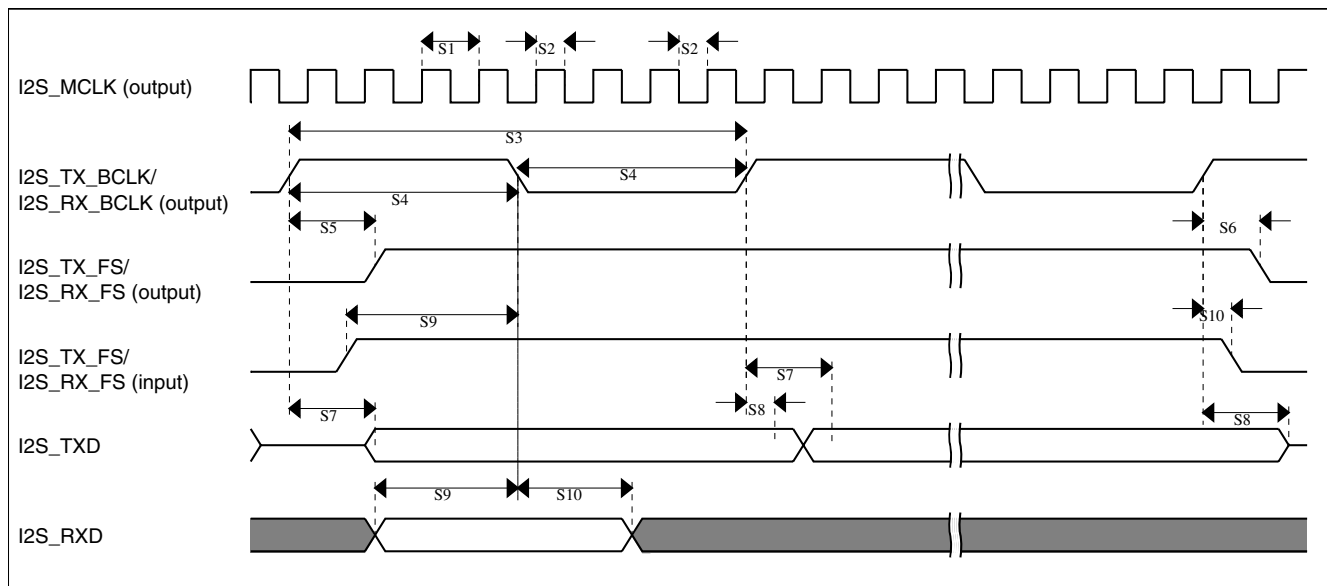 S1 S2 S2
I2S_MCLK (output)
S3
I2S_TX_BCLK/
I2S_RX_BCLK (output)
S4
S4
S5 S6
I2S_TX_FS/
I2S_RX_FS (output)
S9 S10
I2S_TX_FS/
I2S_RX_FS (input)
S7
S7 S8 S8
I2S_TXD
S9 S10
I2S_RXD